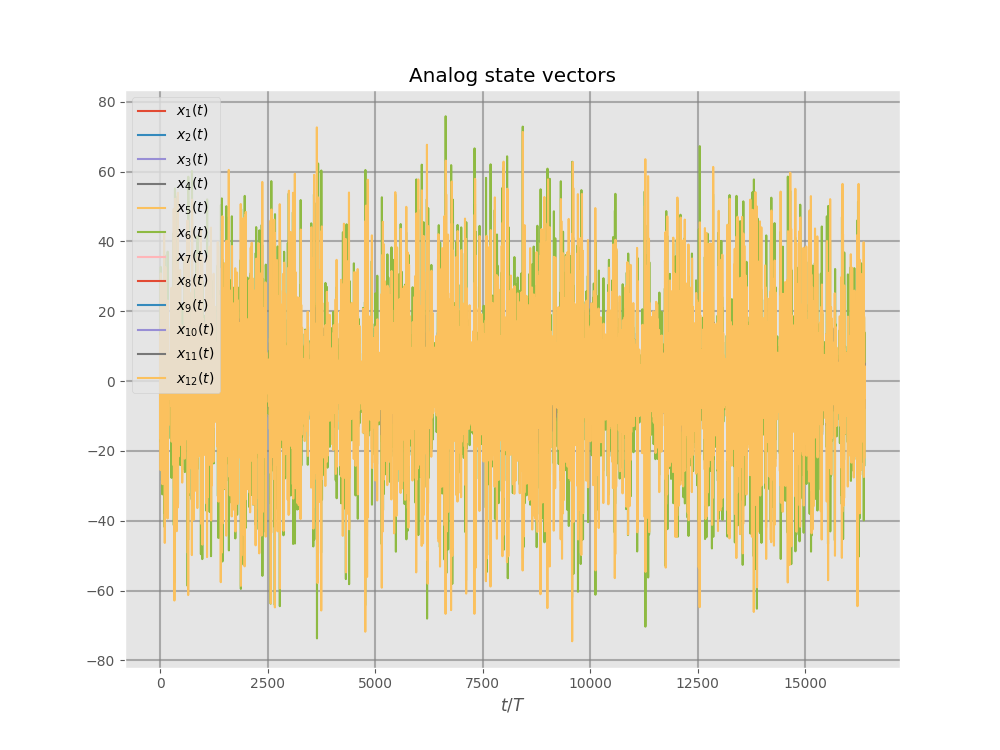 Analog state vectors
80
60
40
20
0
−20
−40
−60
−80
x₁(t)
x₂(t)
x₃(t)
x₄(t)
x₅(t)
x₆(t)
x₇(t)
x₈(t)
x₉(t)
x₁₀(t)
x₁₁(t)
x₁₂(t)
0 2500 5000 7500 10000 12500 15000
t/T